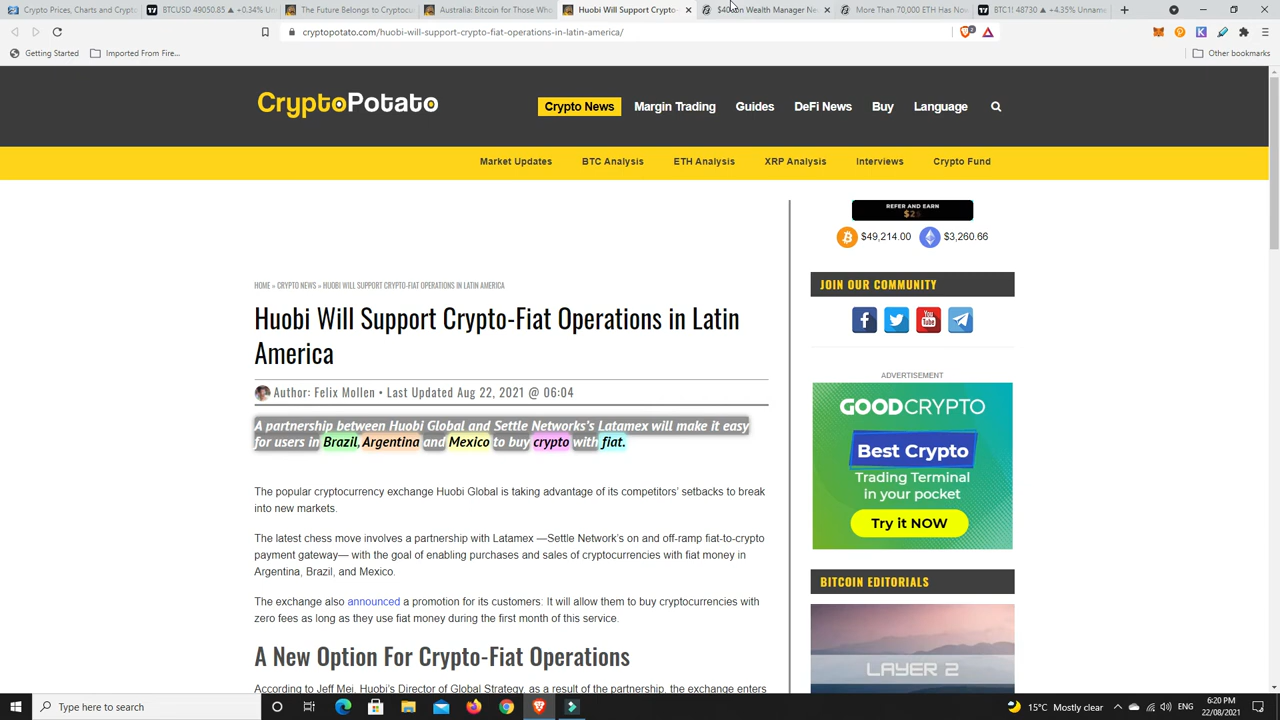 Crypto Prices, Charts and Crypto
BTCUSD 49050.85 ▲ +0.34% Un
The Future Belongs to Cryptocu
Australia: Bitcoin for Those Who
Huobi Will Support Crypto-
Wealth Manager Ne
More Than 70,000 ETH Has Now
BTC1! 48730 ▲ +4.35% Unname
cryptopotato.com/huobi-will-support-crypto-fiat-operations-in-latin-america/
Getting Started
Imported From Fire...
Other bookmarks
CryptoPotato
Crypto News
Margin Trading
Guides
DeFi News
Buy
Language
Market Updates
BTC Analysis
ETH Analysis
XRP Analysis
Interviews
Crypto Fund
REFER AND EARN
$49,214.00
$3,260.66
HOME » CRYPTO NEWS » HUOBI WILL SUPPORT CRYPTO-FIAT OPERATIONS IN LATIN AMERICA
Huobi Will Support Crypto-Fiat Operations in Latin
America
Author: Felix Mollen • Last Updated Aug 22, 2021 @ 06:04
A partnership between Huobi Global and Settle Networks's Latamex will make it easy
for users in Brazil, Argentina and Mexico to buy crypto with fiat.
The popular cryptocurrency exchange Huobi Global is taking advantage of its competitors' setbacks to break
into new markets.
The latest chess move involves a partnership with Latamex —Settle Network's on and off-ramp fiat-to-crypto
payment gateway— with the goal of enabling purchases and sales of cryptocurrencies with fiat money in
Argentina, Brazil, and Mexico.
The exchange also announced a promotion for its customers: It will allow them to buy cryptocurrencies with
zero fees as long as they use fiat money during the first month of this service.
A New Option For Crypto-Fiat Operations
According to Jeff Mei, Huobi's Director of Global Strategy, as a result of the partnership, the exchange enters
JOIN OUR COMMUNITY
You
Tube
ADVERTISEMENT
GOODCRYPTO
Best Crypto
Trading Terminal
in your pocket
Try it NOW
BITCOIN EDITORIALS
LAYER 2
Type here to search
15°C Mostly clear
ENG
6:20 PM
22/08/2021